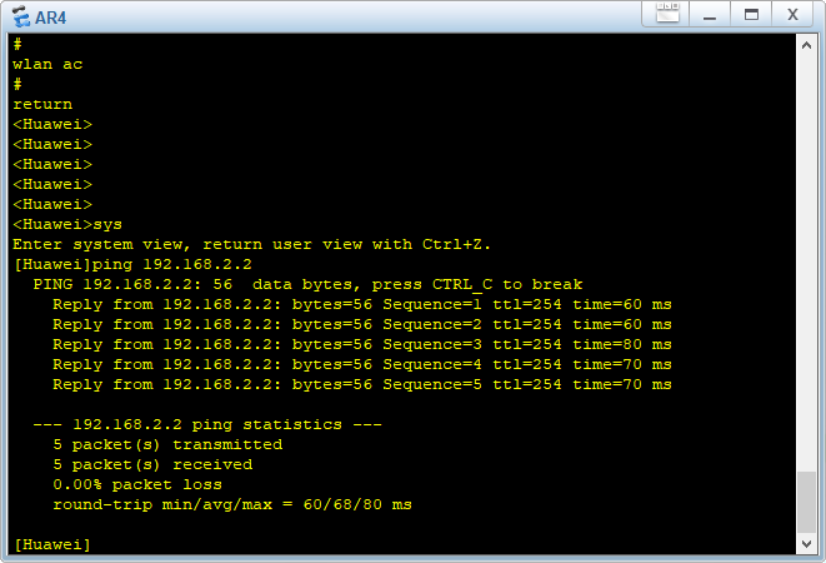 AR4
#
wlan ac
#
return
<Huawei>
<Huawei>
<Huawei>
<Huawei>
<Huawei>
<Huawei>sys
Enter system view, return user view with Ctrl+Z.
[Huawei]ping 192.168.2.2
  PING 192.168.2.2: 56  data bytes, press CTRL_C to break
    Reply from 192.168.2.2: bytes=56 Sequence=1 ttl=254 time=60 ms
    Reply from 192.168.2.2: bytes=56 Sequence=2 ttl=254 time=60 ms
    Reply from 192.168.2.2: bytes=56 Sequence=3 ttl=254 time=80 ms
    Reply from 192.168.2.2: bytes=56 Sequence=4 ttl=254 time=70 ms
    Reply from 192.168.2.2: bytes=56 Sequence=5 ttl=254 time=70 ms
  --- 192.168.2.2 ping statistics ---
    5 packet(s) transmitted
    5 packet(s) received
    0.00% packet loss
    round-trip min/avg/max = 60/68/80 ms
[Huawei]